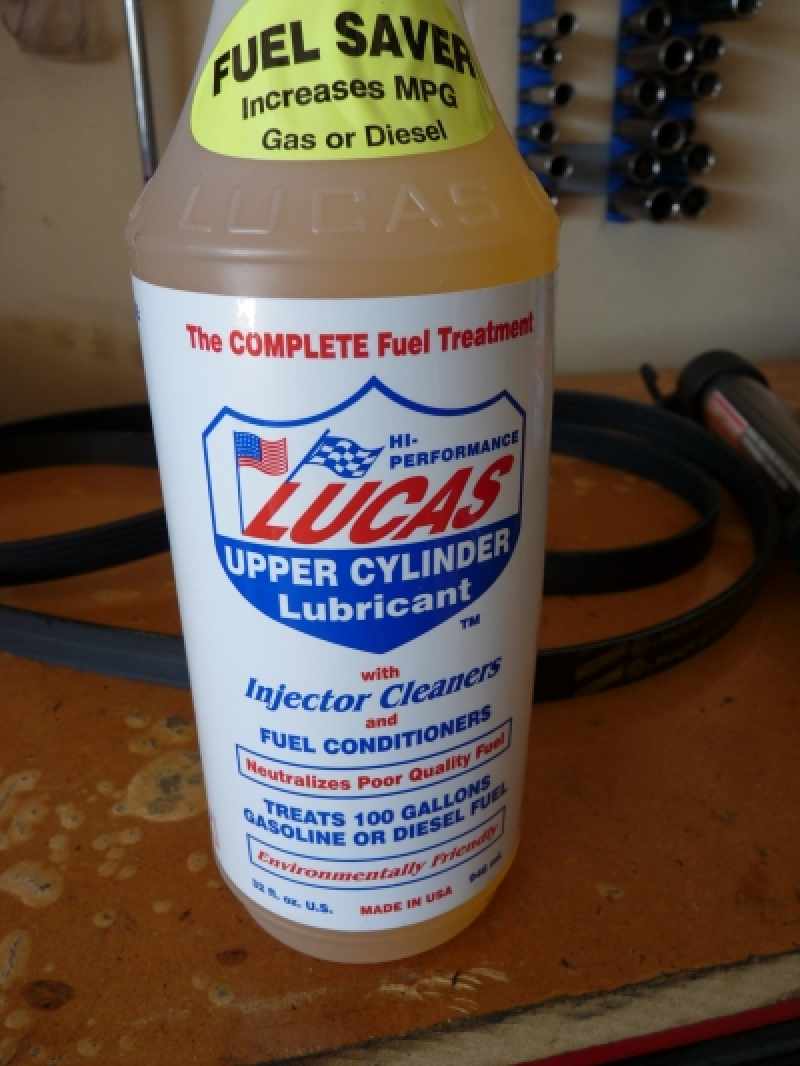 FUEL SAVER
Increases MPG
Gas or Diesel
LUCAS
The COMPLETE Fuel Treatment
HI-
PERFORMANCE
LUCAS
UPPER CYLINDER
Lubricant
TM
with
Injector Cleaners
and
FUEL CONDITIONERS
Neutralizes Poor Quality Fuel
TREATS 100 GALLONS
GASOLINE OR DIESEL FUEL
Environmentally Friendly
32 fl. oz. U.S. MADE IN USA 946 mL